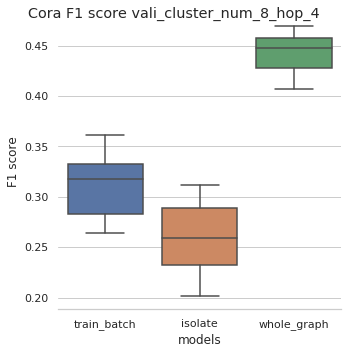 Cora F1 score vali_cluster_num_8_hop_4
0.45
0.40
0.35
0.30
0.25
0.20
F1 score
train_batch
isolate
whole_graph
models